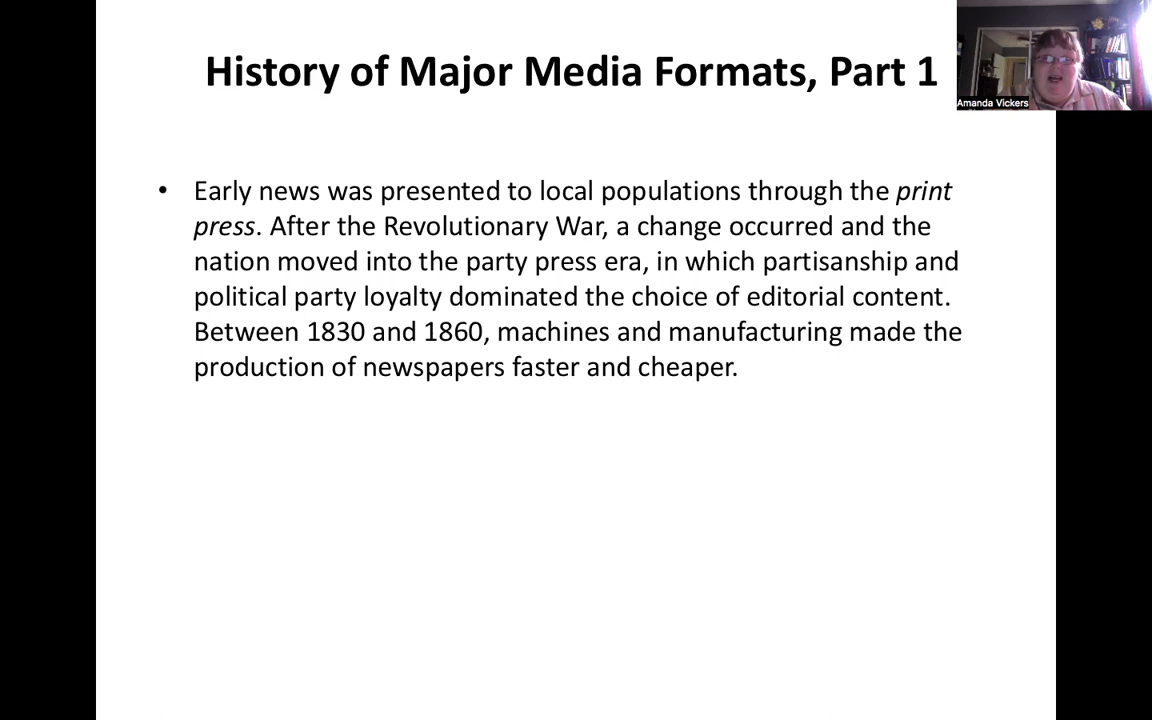 History of Major Media Formats, Part 1
Amanda Vickers
• Early news was presented to local populations through the print
press. After the Revolutionary War, a change occurred and the
nation moved into the party press era, in which partisanship and
political party loyalty dominated the choice of editorial content.
Between 1830 and 1860, machines and manufacturing made the
production of newspapers faster and cheaper.